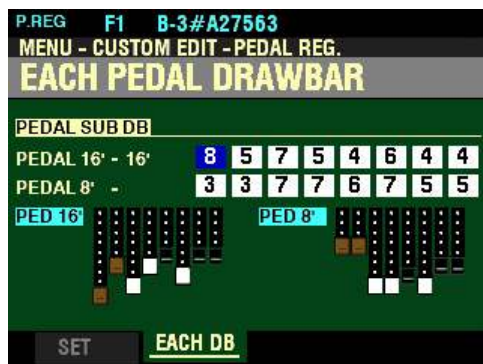 P.REG F1 B-3#A27563
MENU - CUSTOM EDIT - PEDAL REG.
EACH PEDAL DRAWBAR
PEDAL SUB DB
PEDAL 16' - 16' 8 5 7 5 4 6 4 4
PEDAL 8' - 3 3 7 7 6 7 5 5
PED 16' PED 8'
SET EACH DB